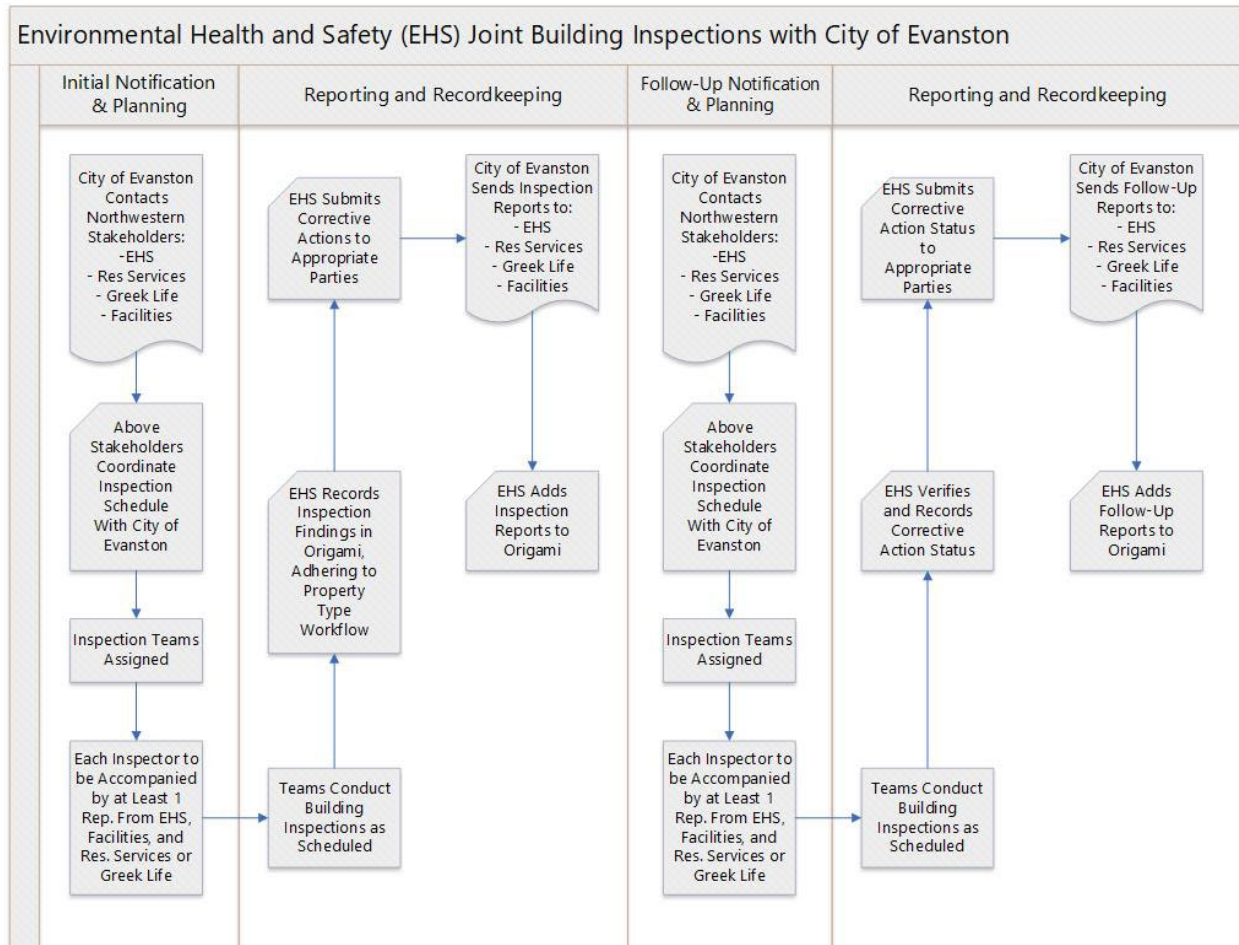 Environmental Health and Safety (EHS) Joint Building Inspections with City of Evanston
Initial Notification
& Planning
Reporting and Recordkeeping
Follow-Up Notification
& Planning
Reporting and Recordkeeping
City of Evanston
Contacts
Northwestern
Stakeholders:
-EHS
- Res Services
- Greek Life
- Facilities
Above
Stakeholders
Coordinate
Inspection
Schedule
With City of
Evanston
Inspection Teams
Assigned
Each Inspector to
be Accompanied
by at Least 1
Rep. From EHS,
Facilities, and
Res. Services or
Greek Life
Teams Conduct
Building
Inspections as
Scheduled
EHS Records
Inspection
Findings in
Origami,
Adhering to
Property
Type
Workflow
EHS Submits
Corrective
Actions to
Appropriate
Parties
City of Evanston
Sends Inspection
Reports to:
- EHS
- Res Services
- Greek Life
- Facilities
EHS Adds
Inspection
Reports to
Origami
City of Evanston
Contacts
Northwestern
Stakeholders:
-EHS
- Res Services
- Greek Life
- Facilities
Above
Stakeholders
Coordinate
Inspection
Schedule
With City of
Evanston
Inspection Teams
Assigned
Each Inspector to
be Accompanied
by at Least 1
Rep. From EHS,
Facilities, and
Res. Services or
Greek Life
Teams Conduct
Building
Inspections as
Scheduled
EHS Verifies
and Records
Corrective
Action Status
EHS Submits
Corrective
Action Status
to
Appropriate
Parties
City of Evanston
Sends Follow-Up
Reports to:
- EHS
- Res Services
- Greek Life
- Facilities
EHS Adds
Follow-Up
Reports to
Origami